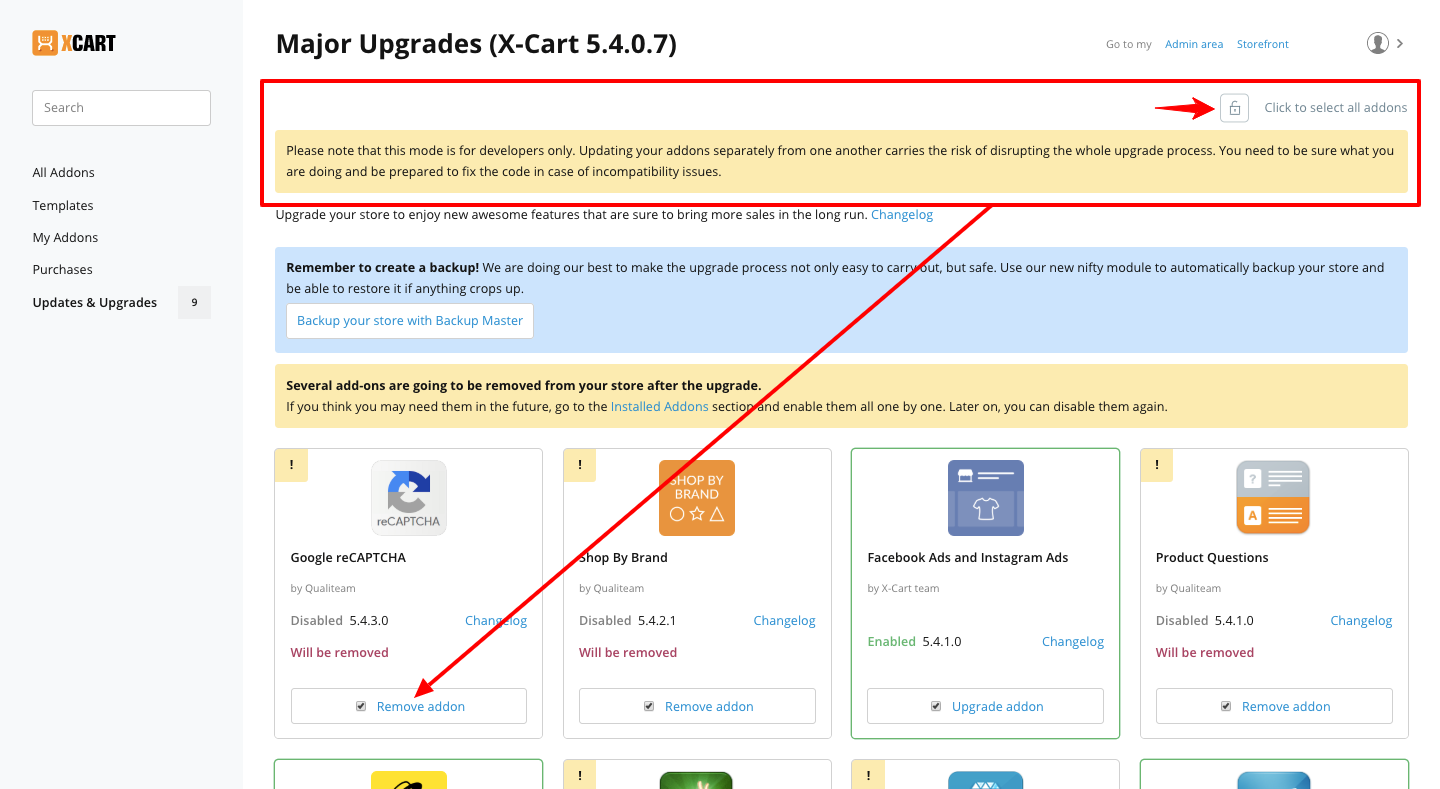 XCART
Major Upgrades (X-Cart 5.4.0.7)
Go to my Admin area Storefront
Search
Click to select all addons
All Addons
Templates
My Addons
Purchases
Updates & Upgrades 9
Please note that this mode is for developers only. Updating your addons separately from one another carries the risk of disrupting the whole upgrade process. You need to be sure what you
are doing and be prepared to fix the code in case of incompatibility issues.
Upgrade your store to enjoy new awesome features that are sure to bring more sales in the long run. Changelog
Remember to create a backup! We are doing our best to make the upgrade process not only easy to carry out, but safe. Use our new nifty module to automatically backup your store and
be able to restore it if anything crops up.
Backup your store with Backup Master
Several add-ons are going to be removed from your store after the upgrade.
If you think you may need them in the future, go to the Installed Addons section and enable them all one by one. Later on, you can disable them again.
!
reCAPTCHA
Google reCAPTCHA
by Qualiteam
Disabled 5.4.3.0 Changelog
Will be removed
Remove addon
!
SHOP BY
BRAND
Shop By Brand
by Qualiteam
Disabled 5.4.2.1 Changelog
Will be removed
Remove addon
Facebook Ads and Instagram Ads
by X-Cart team
Enabled 5.4.1.0 Changelog
Upgrade addon
!
?
A
Product Questions
by Qualiteam
Disabled 5.4.1.0 Changelog
Will be removed
Remove addon
!
!